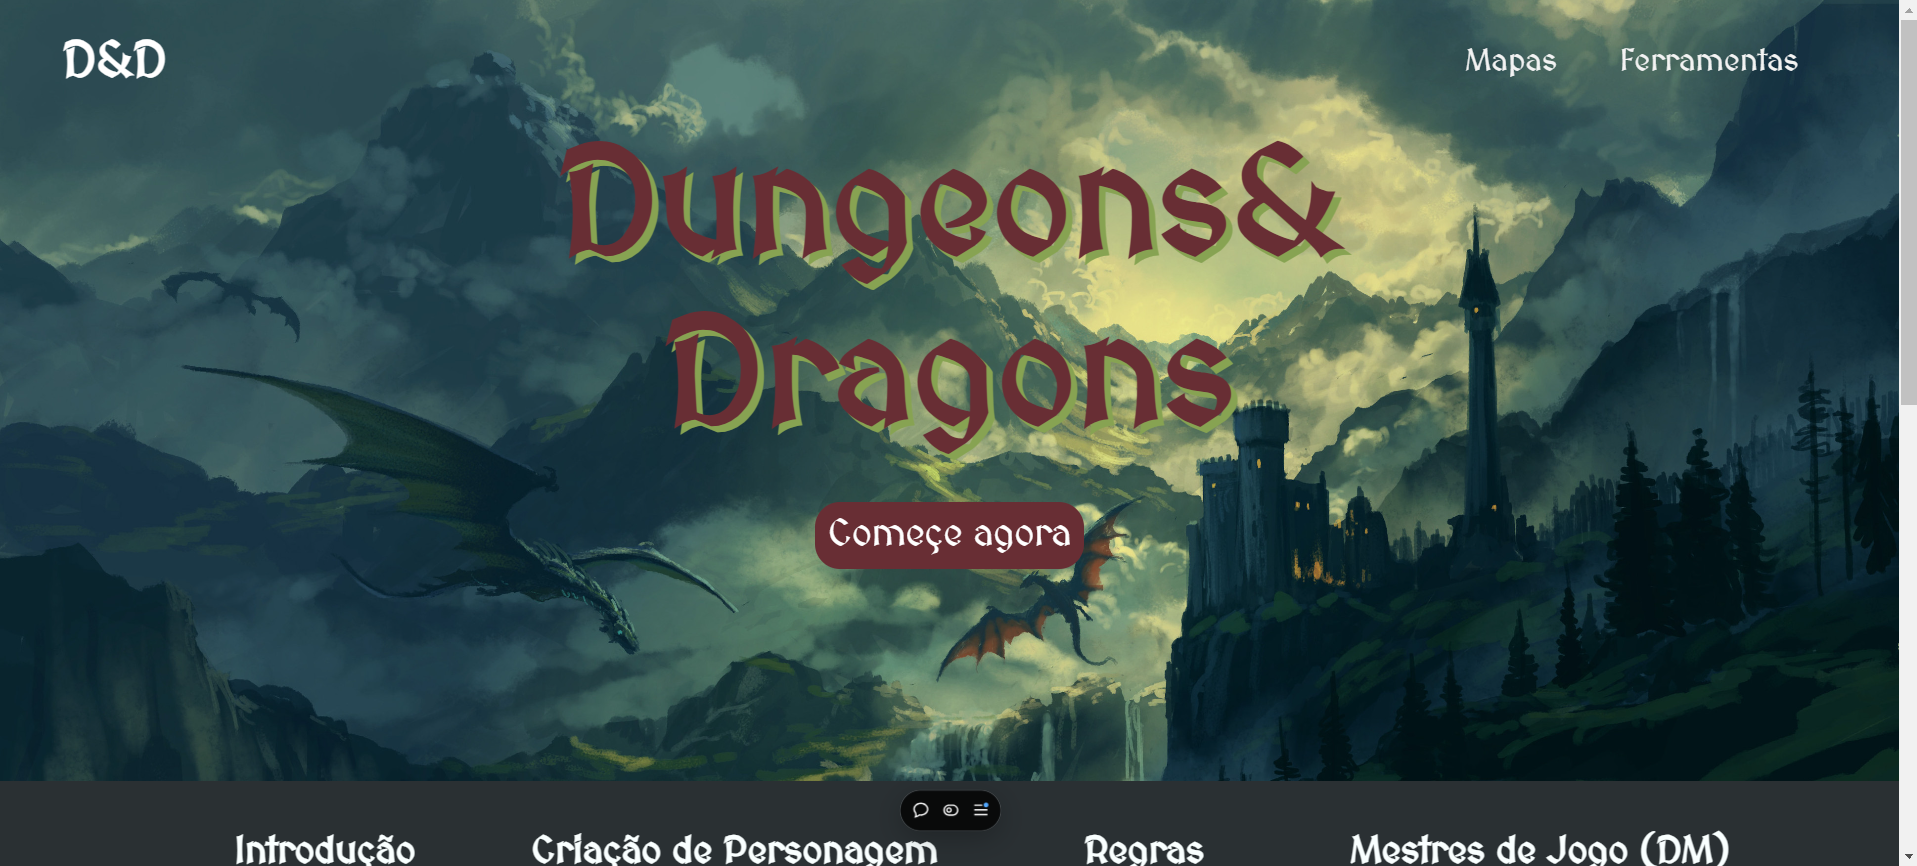 D&D
Mapas
Ferramentas
Dungeons&
Dragons
Começe agora
Introdução
Criação de Personagem
Regras
Mestres de Jogo (DM)